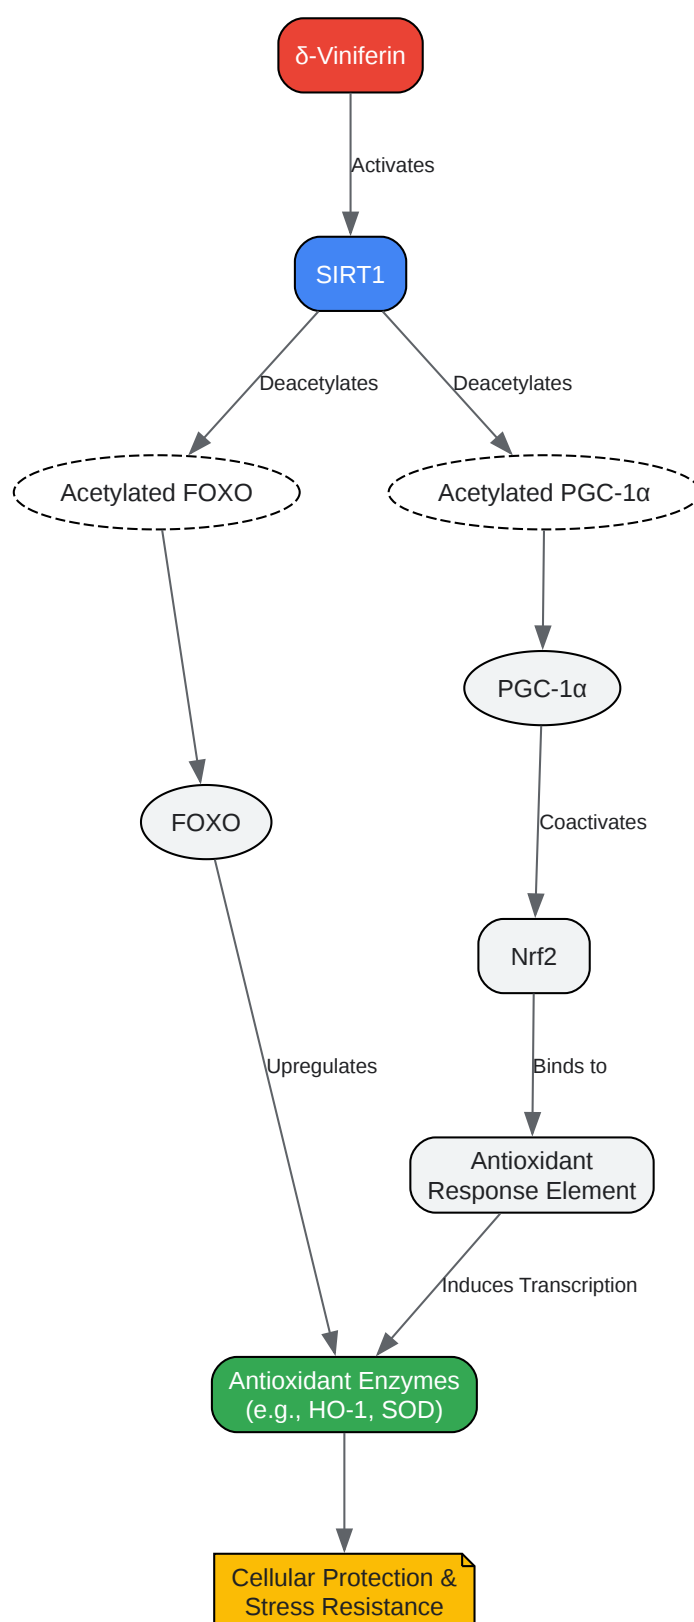 δ-Viniferin
Activates
SIRT1
Deacetylates
Deacetylates
Acetylated FOXO
Acetylated PGC-1α
PGC-1α
FOXO
Coactivates
Nrf2
Upregulates
Binds to
Antioxidant
Response Element
Induces Transcription
Antioxidant Enzymes
(e.g., HO-1, SOD)
Cellular Protection &
Stress Resistance